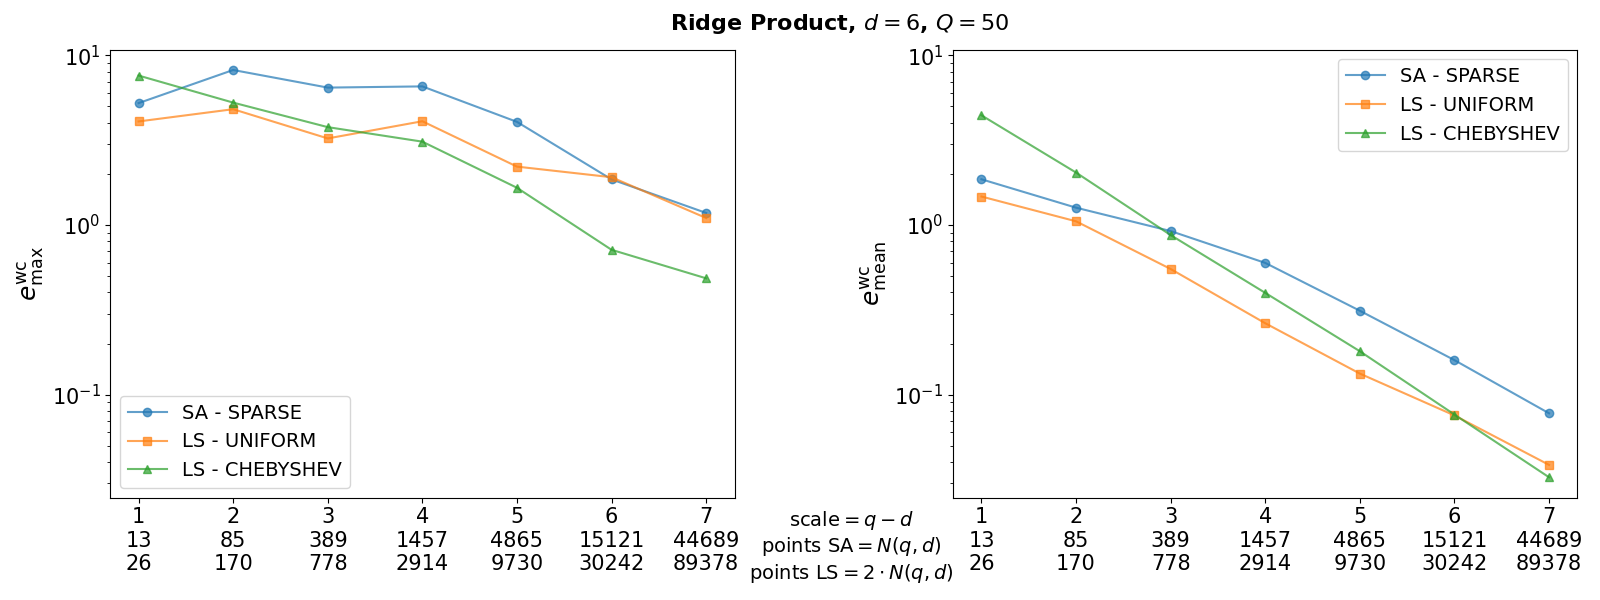 Ridge Product, d = 6, Q = 50
10¹
10⁰
10⁻¹
e^wc_max
SA - SPARSE
LS - UNIFORM
LS - CHEBYSHEV
1 2 3 4 5 6 7
13 85 389 1457 4865 15121 44689
26 170 778 2914 9730 30242 89378
scale = q − d
points SA = N(q, d)
points LS = 2 · N(q, d)
10¹
10⁰
10⁻¹
e^wc_mean
SA - SPARSE
LS - UNIFORM
LS - CHEBYSHEV
1 2 3 4 5 6 7
13 85 389 1457 4865 15121 44689
26 170 778 2914 9730 30242 89378